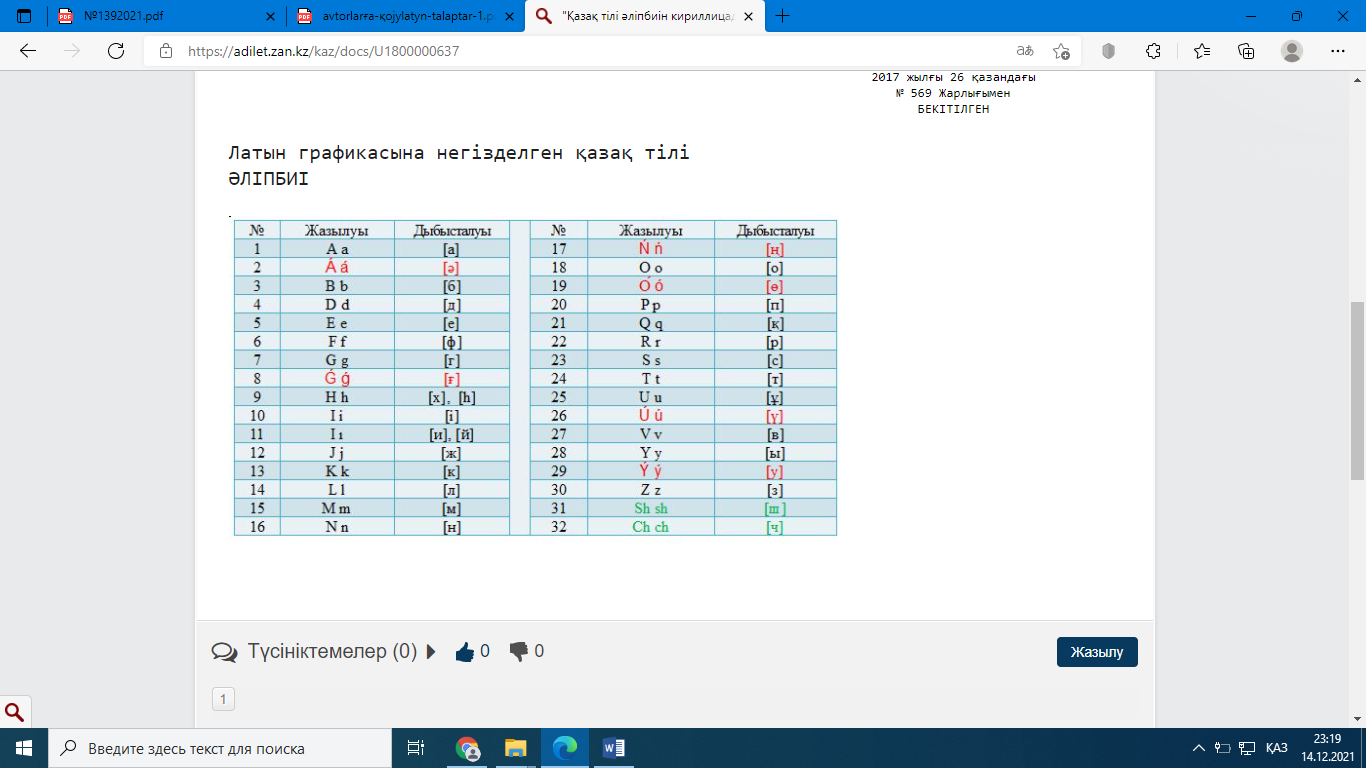 №1392021.pdf
avtorlarға-қojylatyn-talaptar-1.p
"Қазақ тілі әліпбиін кириллицад
https://adilet.zan.kz/kaz/docs/U1800000637
2017 жылғы 26 қазандағы
№ 569 Жарлығымен
БЕКІТІЛГЕН
Латын графикасына негізделген қазақ тілі
ӘЛІПБИІ
.
№ Жазылуы Дыбысталуы № Жазылуы Дыбысталуы
1 A a [а] 17 Ń ń [ң]
2 Á á [ә] 18 O o [о]
3 B b [б] 19 Ó ó [ө]
4 D d [д] 20 P p [п]
5 E e [е] 21 Q q [қ]
6 F f [ф] 22 R r [р]
7 G g [г] 23 S s [с]
8 Ǵ ǵ [ғ] 24 T t [т]
9 H h [х], [һ] 25 U u [ұ]
10 I i [і] 26 Ú ú [ү]
11 I ı [и], [й] 27 V v [в]
12 J j [ж] 28 Y y [ы]
13 K k [к] 29 Ý ý [у]
14 L l [л] 30 Z z [з]
15 M m [м] 31 Sh sh [ш]
16 N n [н] 32 Ch ch [ч]
Түсініктемелер (0) 0 0 Жазылу
1
Введите здесь текст для поиска
ҚАЗ
23:19
14.12.2021